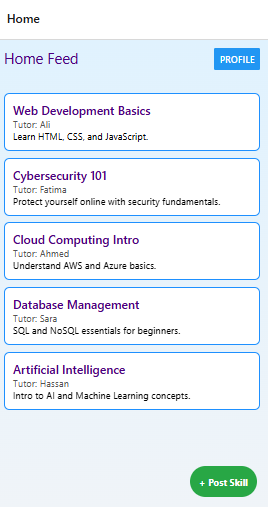 Home
Home Feed
PROFILE
Web Development Basics
Tutor: Ali
Learn HTML, CSS, and JavaScript.
Cybersecurity 101
Tutor: Fatima
Protect yourself online with security fundamentals.
Cloud Computing Intro
Tutor: Ahmed
Understand AWS and Azure basics.
Database Management
Tutor: Sara
SQL and NoSQL essentials for beginners.
Artificial Intelligence
Tutor: Hassan
Intro to AI and Machine Learning concepts.
+ Post Skill